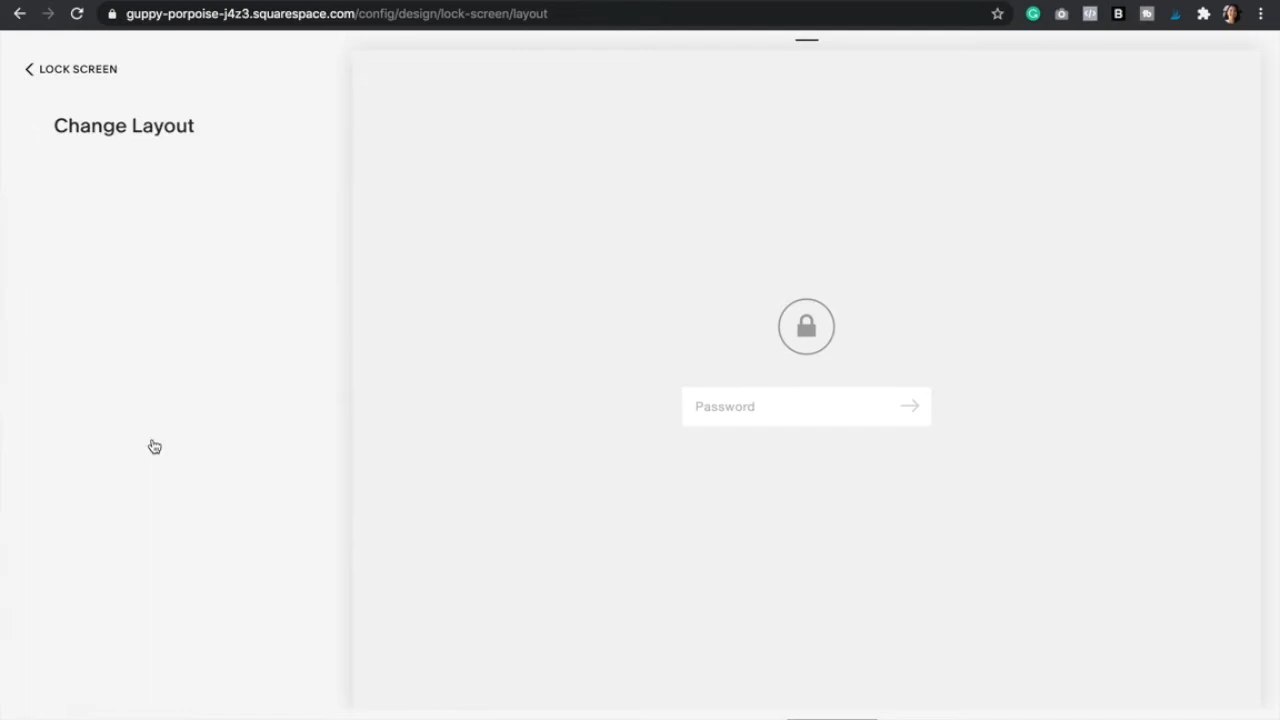 guppy-porpoise-j4z3.squarespace.com/config/design/lock-screen/layout
LOCK SCREEN
Change Layout
Password